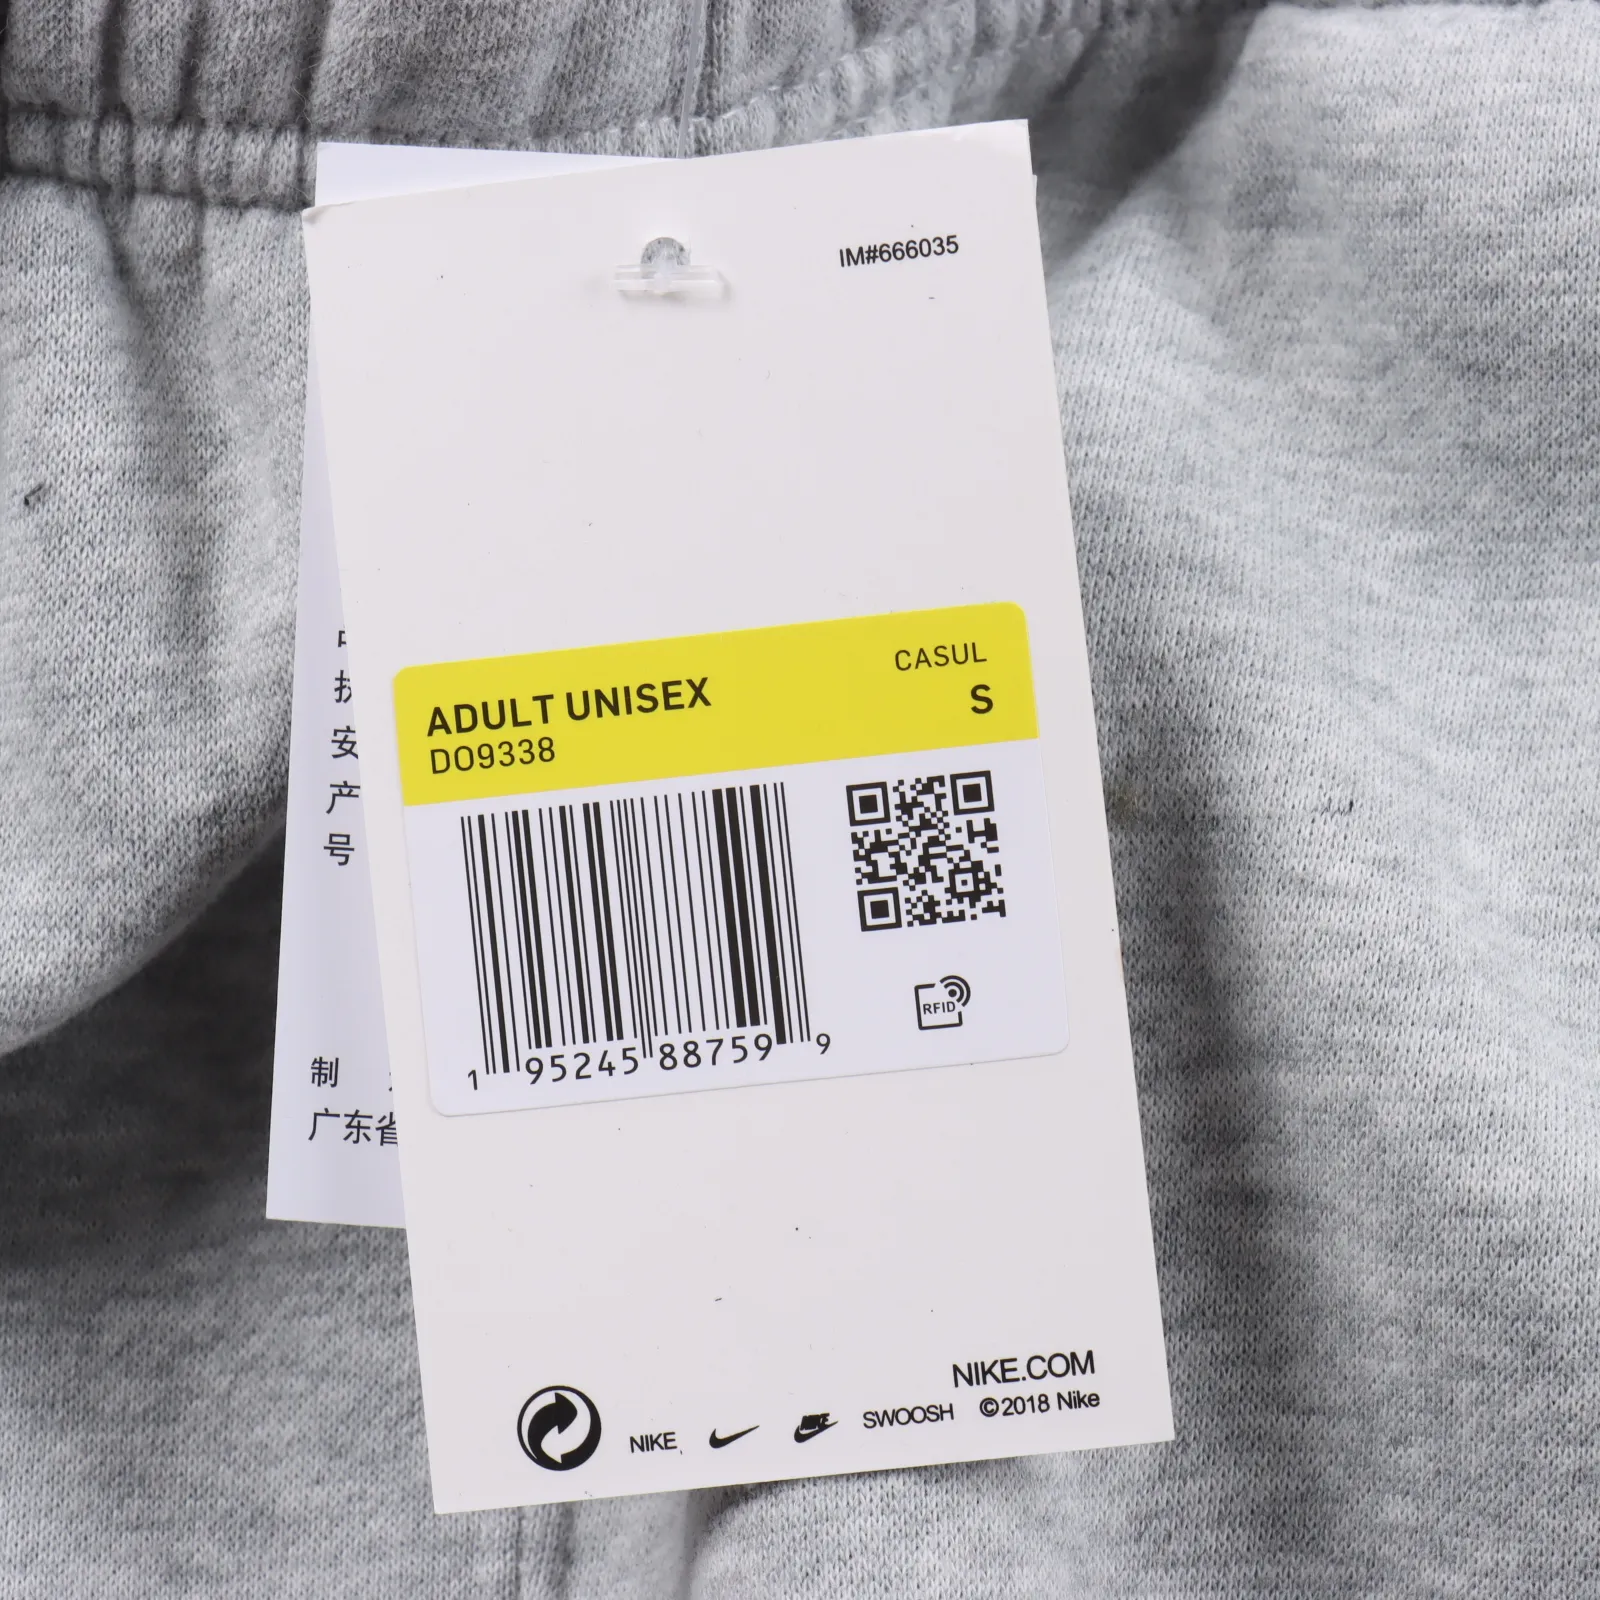 IM#666035
CASUL
ADULT UNISEX
S
DO9338
RFID
1 95245 88759 9
安
产
号
制
广东省
NIKE.COM
NIKE, NIKE SWOOSH ©2018 Nike